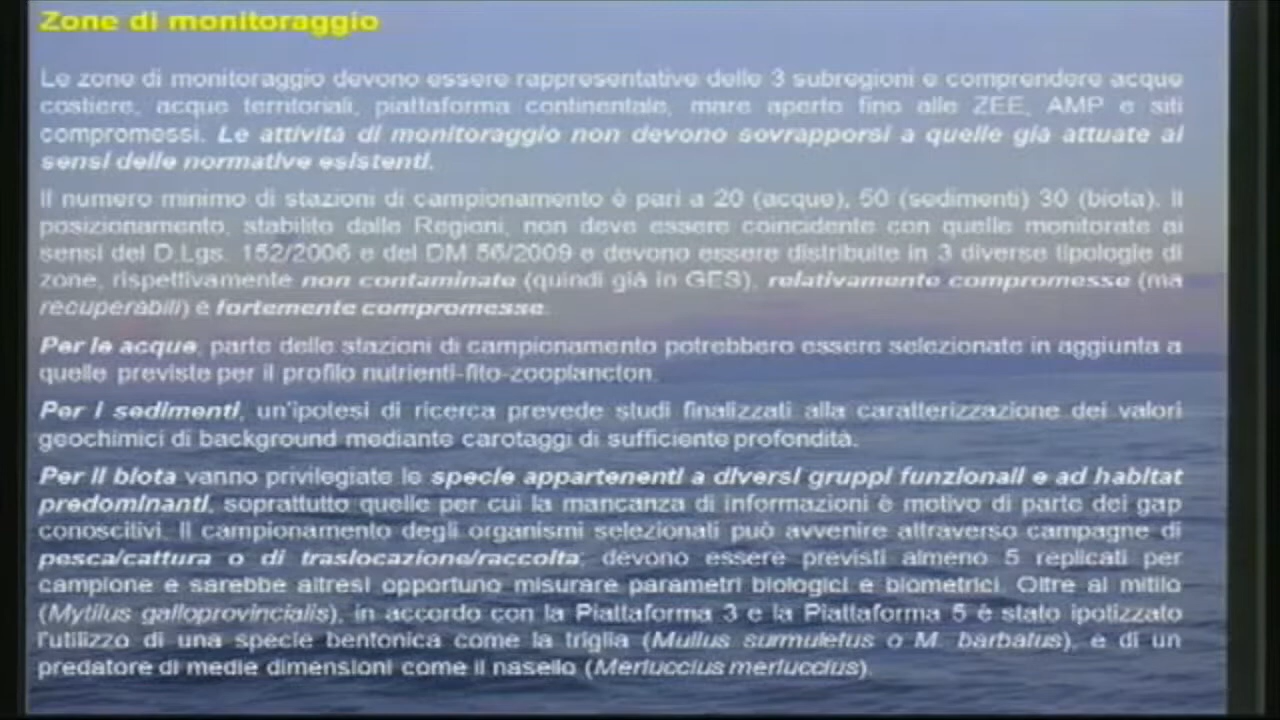 Zone di monitoraggio
Le zone di monitoraggio devono essere rappresentative delle 3 subregioni e comprendere acque
costiere, acque territoriali, piattaforma continentale, mare aperto fino alle ZEE, AMP e siti
compromessi. Le attività di monitoraggio non devono sovrapporsi a quelle già attuate ai
sensi delle normative esistenti.
Il numero minimo di stazioni di campionamento è pari a 20 (acque), 50 (sedimenti) 30 (biota). Il
posizionamento, stabilito dalle Regioni, non deve essere coincidente con quelle monitorate ai
sensi del D.Lgs. 152/2006 e del DM 56/2009 e devono essere distribuite in 3 diverse tipologie di
zone, rispettivamente non contaminate (quindi già in GES), relativamente compromesse (ma
recuperabili) e fortemente compromesse.
Per le acque, parte delle stazioni di campionamento potrebbero essere selezionate in aggiunta a
quelle previste per il profilo nutrienti-fito-zooplancton.
Per i sedimenti, un'ipotesi di ricerca prevede studi finalizzati alla caratterizzazione dei valori
geochimici di background mediante carotaggi di sufficiente profondità.
Per il biota vanno privilegiate le specie appartenenti a diversi gruppi funzionali e ad habitat
predominanti, soprattutto quelle per cui la mancanza di informazioni è motivo di parte dei gap
conoscitivi. Il campionamento degli organismi selezionati può avvenire attraverso campagne di
pesca/cattura o di traslocazione/raccolta; devono essere previsti almeno 5 replicati per
campione e sarebbe altresì opportuno misurare parametri biologici e biometrici. Oltre al mitilo
(Mytilus galloprovincialis), in accordo con la Piattaforma 3 e la Piattaforma 5 è stato ipotizzato
l'utilizzo di una specie bentonica come la triglia (Mullus surmuletus o M. barbatus), e di un
predatore di medie dimensioni come il nasello (Merluccius merluccius).